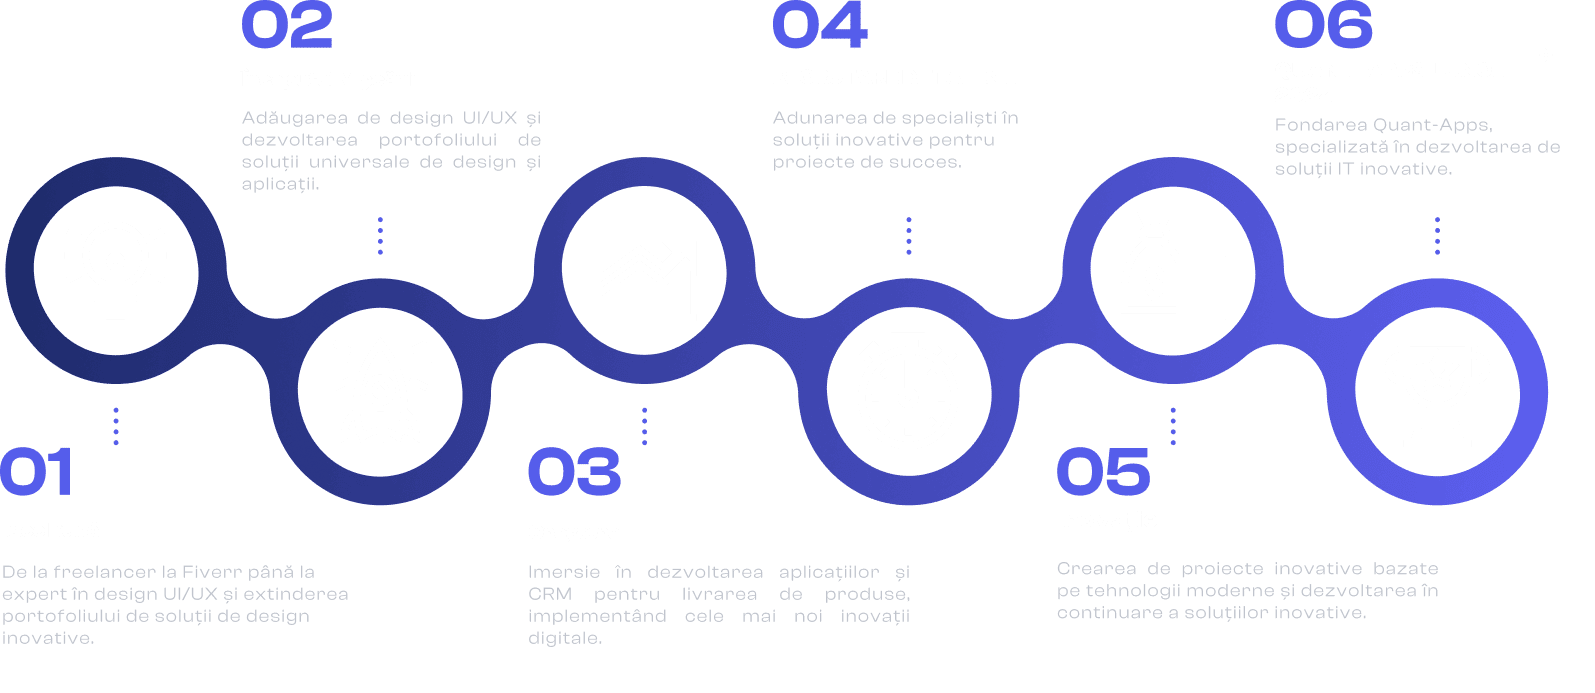 01
De la freelancer la Fiverr până la
expert în design UI/UX și extinderea
portofoliului de soluții de design
inovative.
02
Adăugarea de design UI/UX și
dezvoltarea portofoliului de
soluții universale de design și
aplicații.
03
Imersie în dezvoltarea aplicațiilor și
CRM pentru livrarea de produse,
implementând cele mai noi inovații
digitale.
04
Adunarea de specialiști în
soluții inovative pentru
proiecte de succes.
05
Crearea de proiecte inovative bazate
pe tehnologii moderne și dezvoltarea în
continuare a soluțiilor inovative.
06
Fondarea Quant-Apps,
specializată în dezvoltarea de
soluții IT inovative.